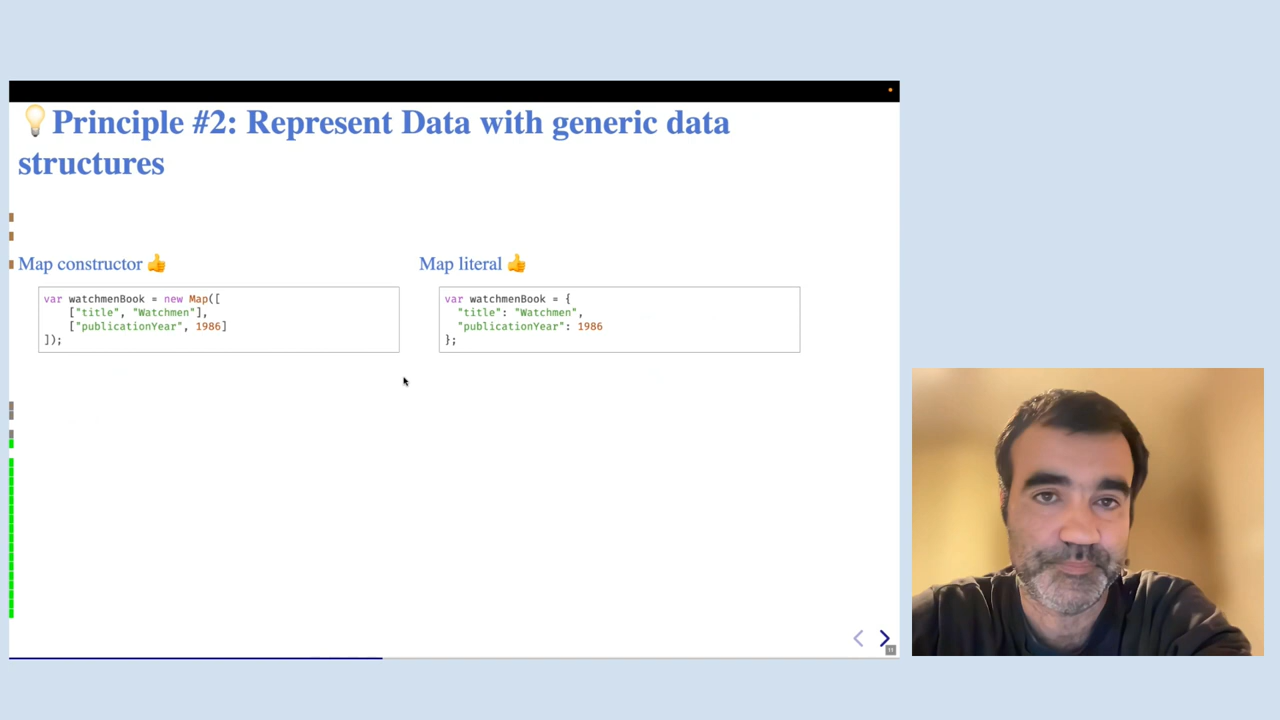 💡Principle #2: Represent Data with generic data
structures
Map constructor 👍
var watchmenBook = new Map([
["title", "Watchmen"],
["publicationYear", 1986]
]);
Map literal 👍
var watchmenBook = {
"title": "Watchmen",
"publicationYear": 1986
};